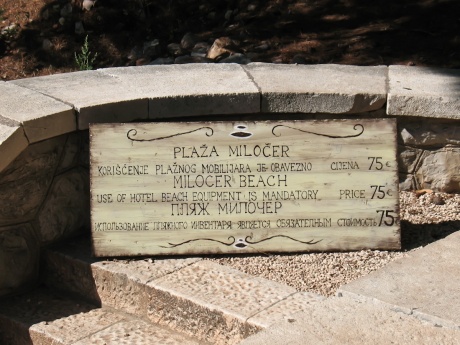 PLAŽA MILOČER
KORIŠĆENJE PLAŽNOG MOBILIJARA JE OBAVEZNO CIJENA 75 €
MILOCER BEACH
USE OF HOTEL BEACH EQUIPMENT IS MANDATORY. PRICE 75
ПЛЯЖ МИЛОЧЕР
ИСПОЛЬЗОВАНИЕ ПЛЯЖНОГО ИНВЕНТАРЯ ЯВЛЯЕТСЯ ОБЯЗАТЕЛЬНЫМ СТОИМОСТЬ 75